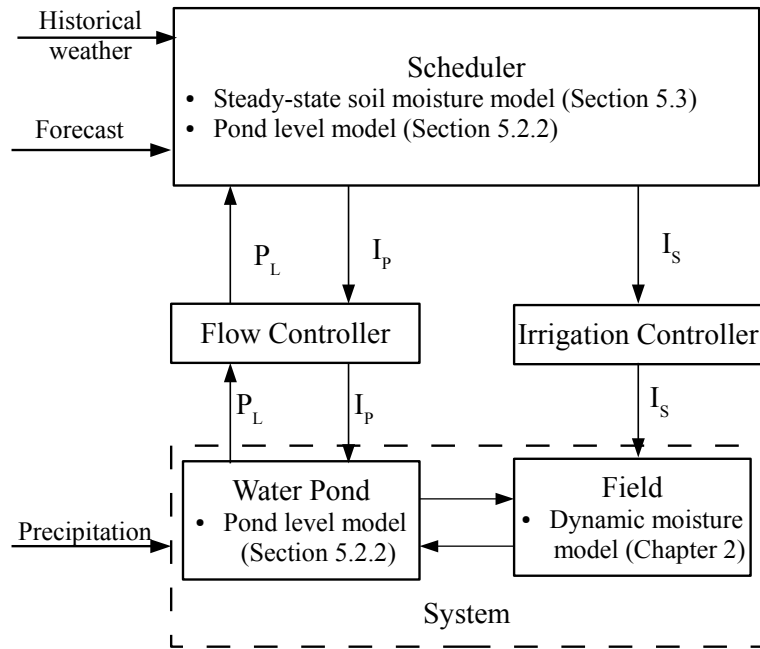 Historical
weather
Scheduler
• Steady-state soil moisture model (Section 5.3)
• Pond level model (Section 5.2.2)
Forecast
P_L
I_P
I_S
Flow Controller
Irrigation Controller
P_L
I_P
I_S
Water Pond
• Pond level model
(Section 5.2.2)
Field
• Dynamic moisture
model (Chapter 2)
Precipitation
System